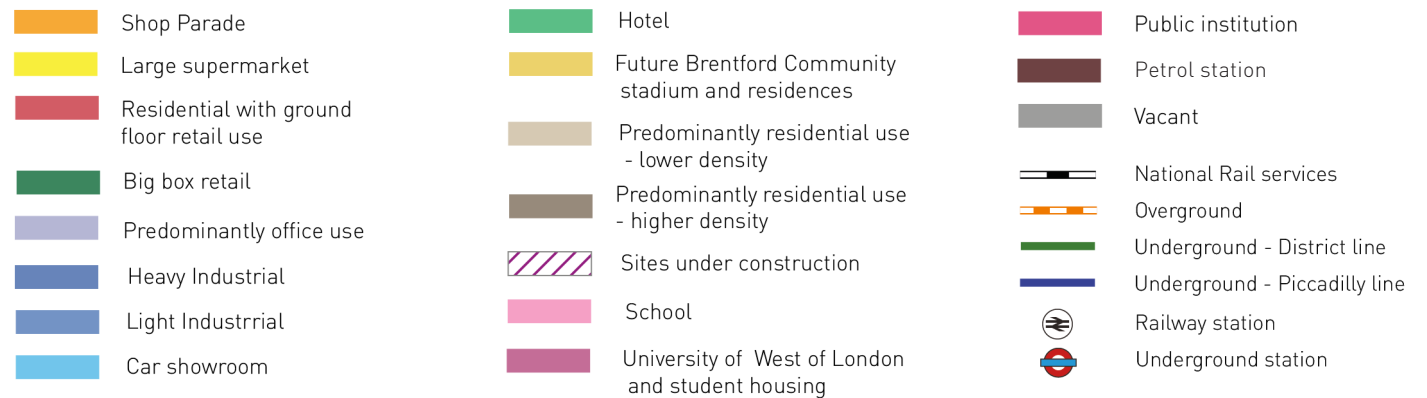 Shop Parade
Large supermarket
Residential with ground
floor retail use
Big box retail
Predominantly office use
Heavy Industrial
Light Industrrial
Car showroom
Hotel
Future Brentford Community
stadium and residences
Predominantly residential use
- lower density
Predominantly residential use
- higher density
Sites under construction
School
University of West of London
and student housing
Public institution
Petrol station
Vacant
National Rail services
Overground
Underground - District line
Underground - Piccadilly line
Railway station
Underground station